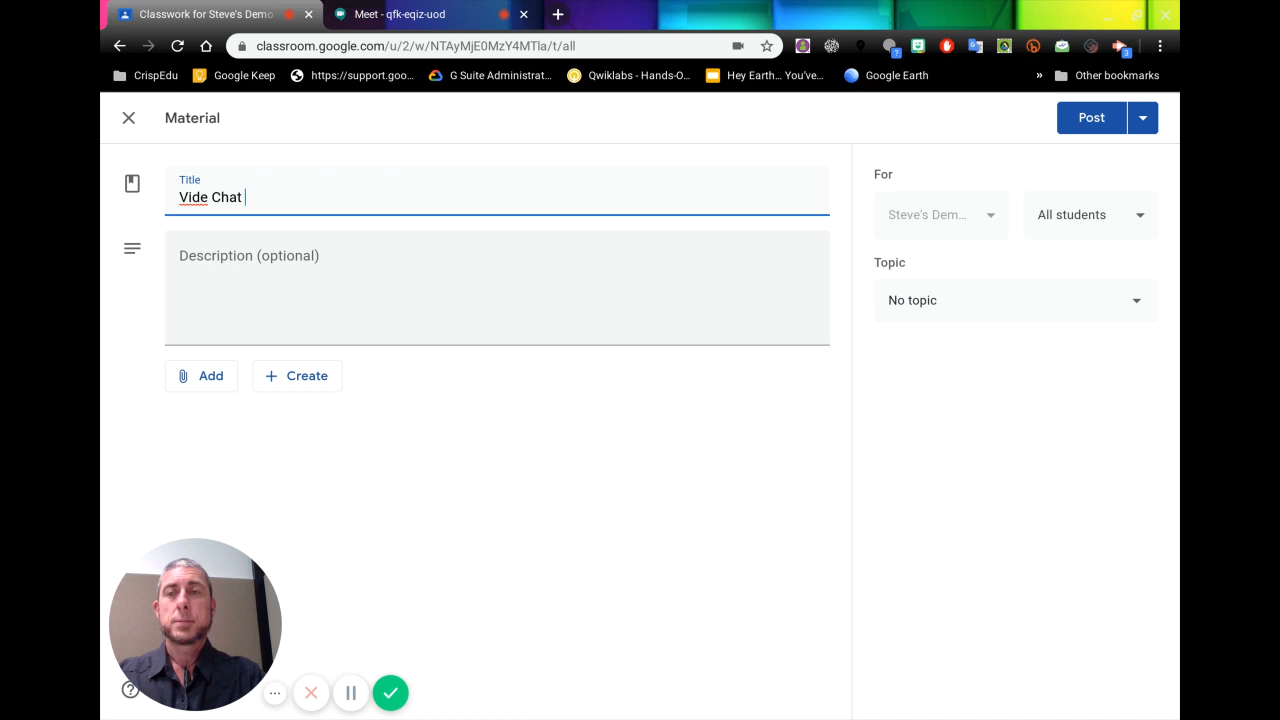 Classwork for Steve's Demo
Meet - qfk-eqiz-uod
classroom.google.com/u/2/w/NTAyMjE0MzY4MTla/t/all
?
3
CrispEdu
Google Keep
https://support.goo...
G Suite Administrat...
Qwiklabs - Hands-O...
Hey Earth... You've...
Google Earth
»
Other bookmarks
Material
Post
Title
Vide Chat
Description (optional)
Add
Create
For
Steve's Dem...
All students
Topic
No topic